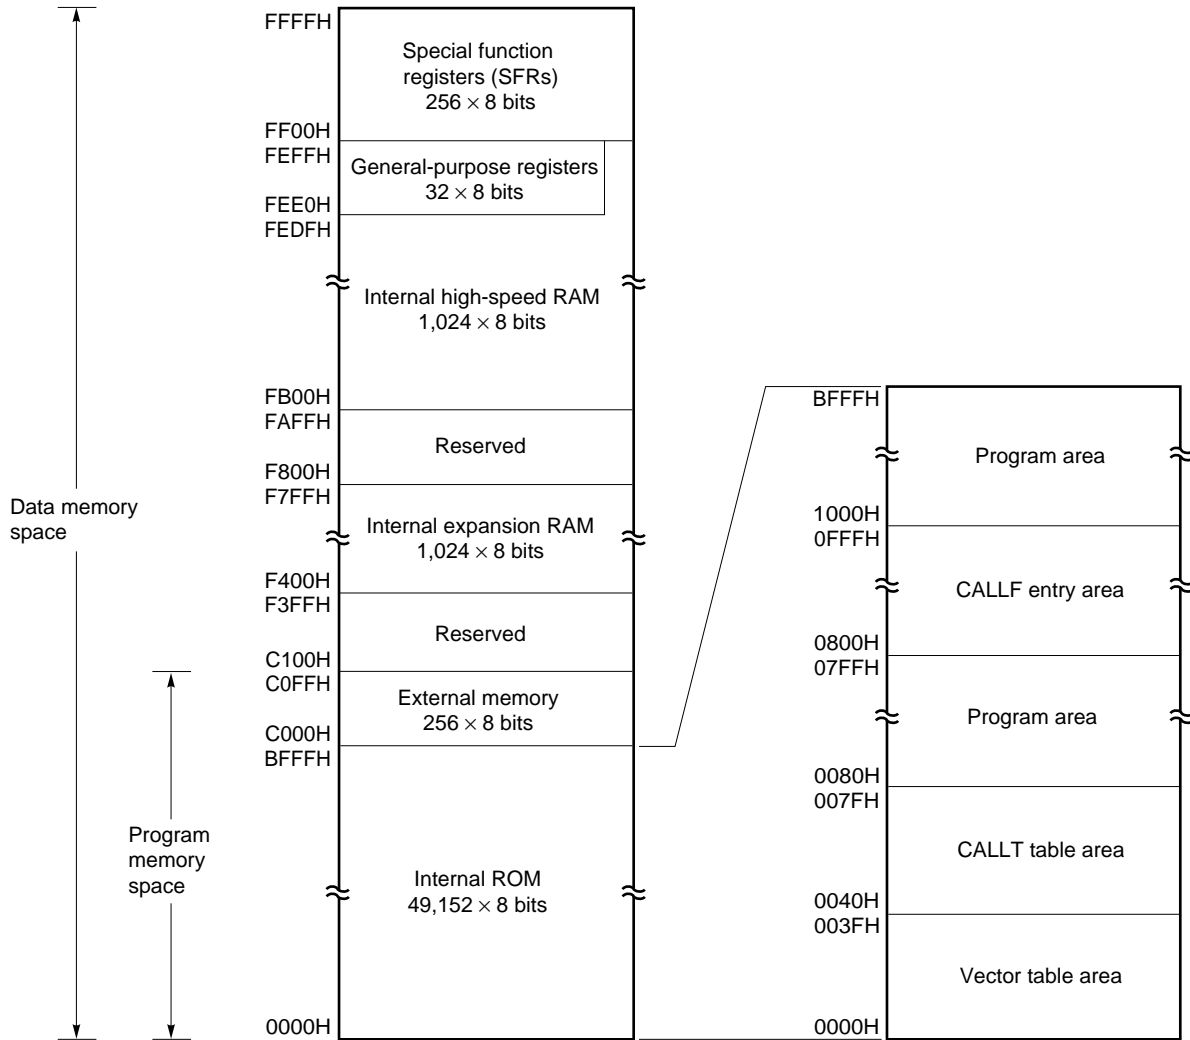 FFFFH
Special function
registers (SFRs)
256 × 8 bits
FF00H
FEFFH
General-purpose registers
32 × 8 bits
FEE0H
FEDFH
Internal high-speed RAM
1,024 × 8 bits
FB00H
FAFFH
Reserved
F800H
F7FFH
Data memory
space
Internal expansion RAM
1,024 × 8 bits
F400H
F3FFH
Reserved
C100H
C0FFH
External memory
256 × 8 bits
C000H
BFFFH
Program
memory
space
Internal ROM
49,152 × 8 bits
0000H
BFFFH
Program area
1000H
0FFFH
CALLF entry area
0800H
07FFH
Program area
0080H
007FH
CALLT table area
0040H
003FH
Vector table area
0000H